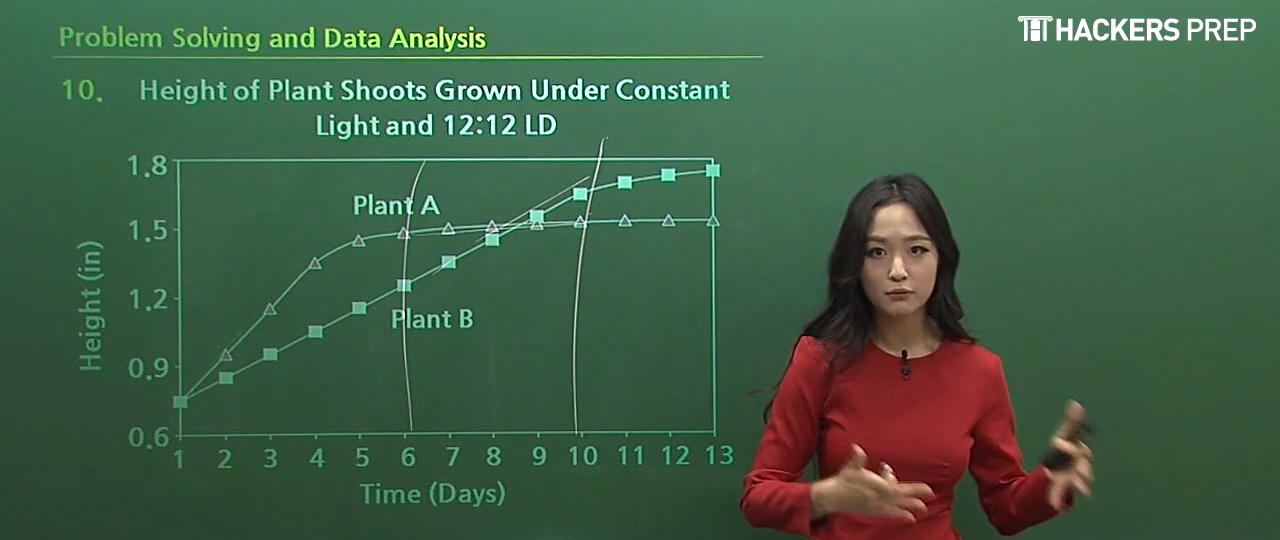 HACKERS PREP
Problem Solving and Data Analysis
10. Height of Plant Shoots Grown Under Constant
Light and 12:12 LD
1.8
1.5
1.2
0.9
0.6
Height (in)
Plant A
Plant B
1 2 3 4 5 6 7 8 9 10 11 12 13
Time (Days)